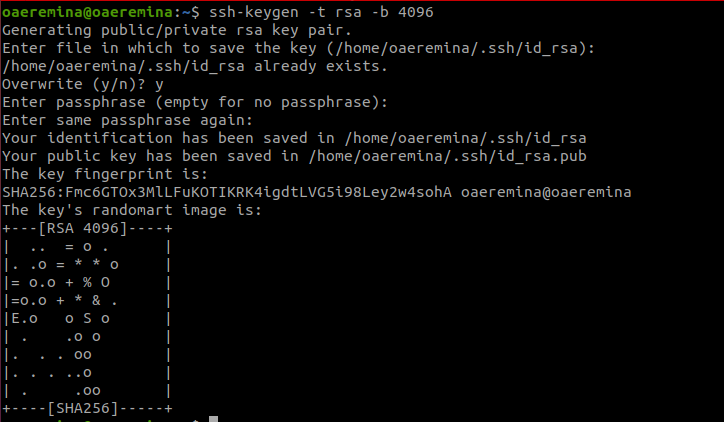 oaeremina@oaeremina:~$ ssh-keygen -t rsa -b 4096
Generating public/private rsa key pair.
Enter file in which to save the key (/home/oaeremina/.ssh/id_rsa):
/home/oaeremina/.ssh/id_rsa already exists.
Overwrite (y/n)? y
Enter passphrase (empty for no passphrase):
Enter same passphrase again:
Your identification has been saved in /home/oaeremina/.ssh/id_rsa
Your public key has been saved in /home/oaeremina/.ssh/id_rsa.pub
The key fingerprint is:
SHA256:Fmc6GTOx3MlLFuKOTIKRK4igdtLVG5i98Ley2w4sohA oaeremina@oaeremina
The key's randomart image is:
+---[RSA 4096]----+
|  ..  = o .      |
|. .o = * * o     |
|= o.o + % O      |
|=o.o + * & .     |
|E.o   o S o      |
| .     .o o      |
|.  . . oo        |
|. . . ..o        |
| .      .oo      |
+----[SHA256]-----+